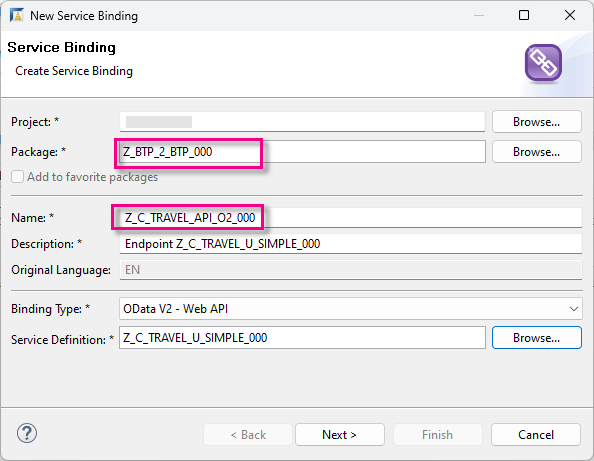 New Service Binding
Service Binding
Create Service Binding
Project: * Browse...
Package: * Z_BTP_2_BTP_000 Browse...
Add to favorite packages
Name: * Z_C_TRAVEL_API_O2_000
Description: * Endpoint Z_C_TRAVEL_U_SIMPLE_000
Original Language: EN
Binding Type: * OData V2 - Web API
Service Definition: * Z_C_TRAVEL_U_SIMPLE_000 Browse...
? < Back Next > Finish Cancel